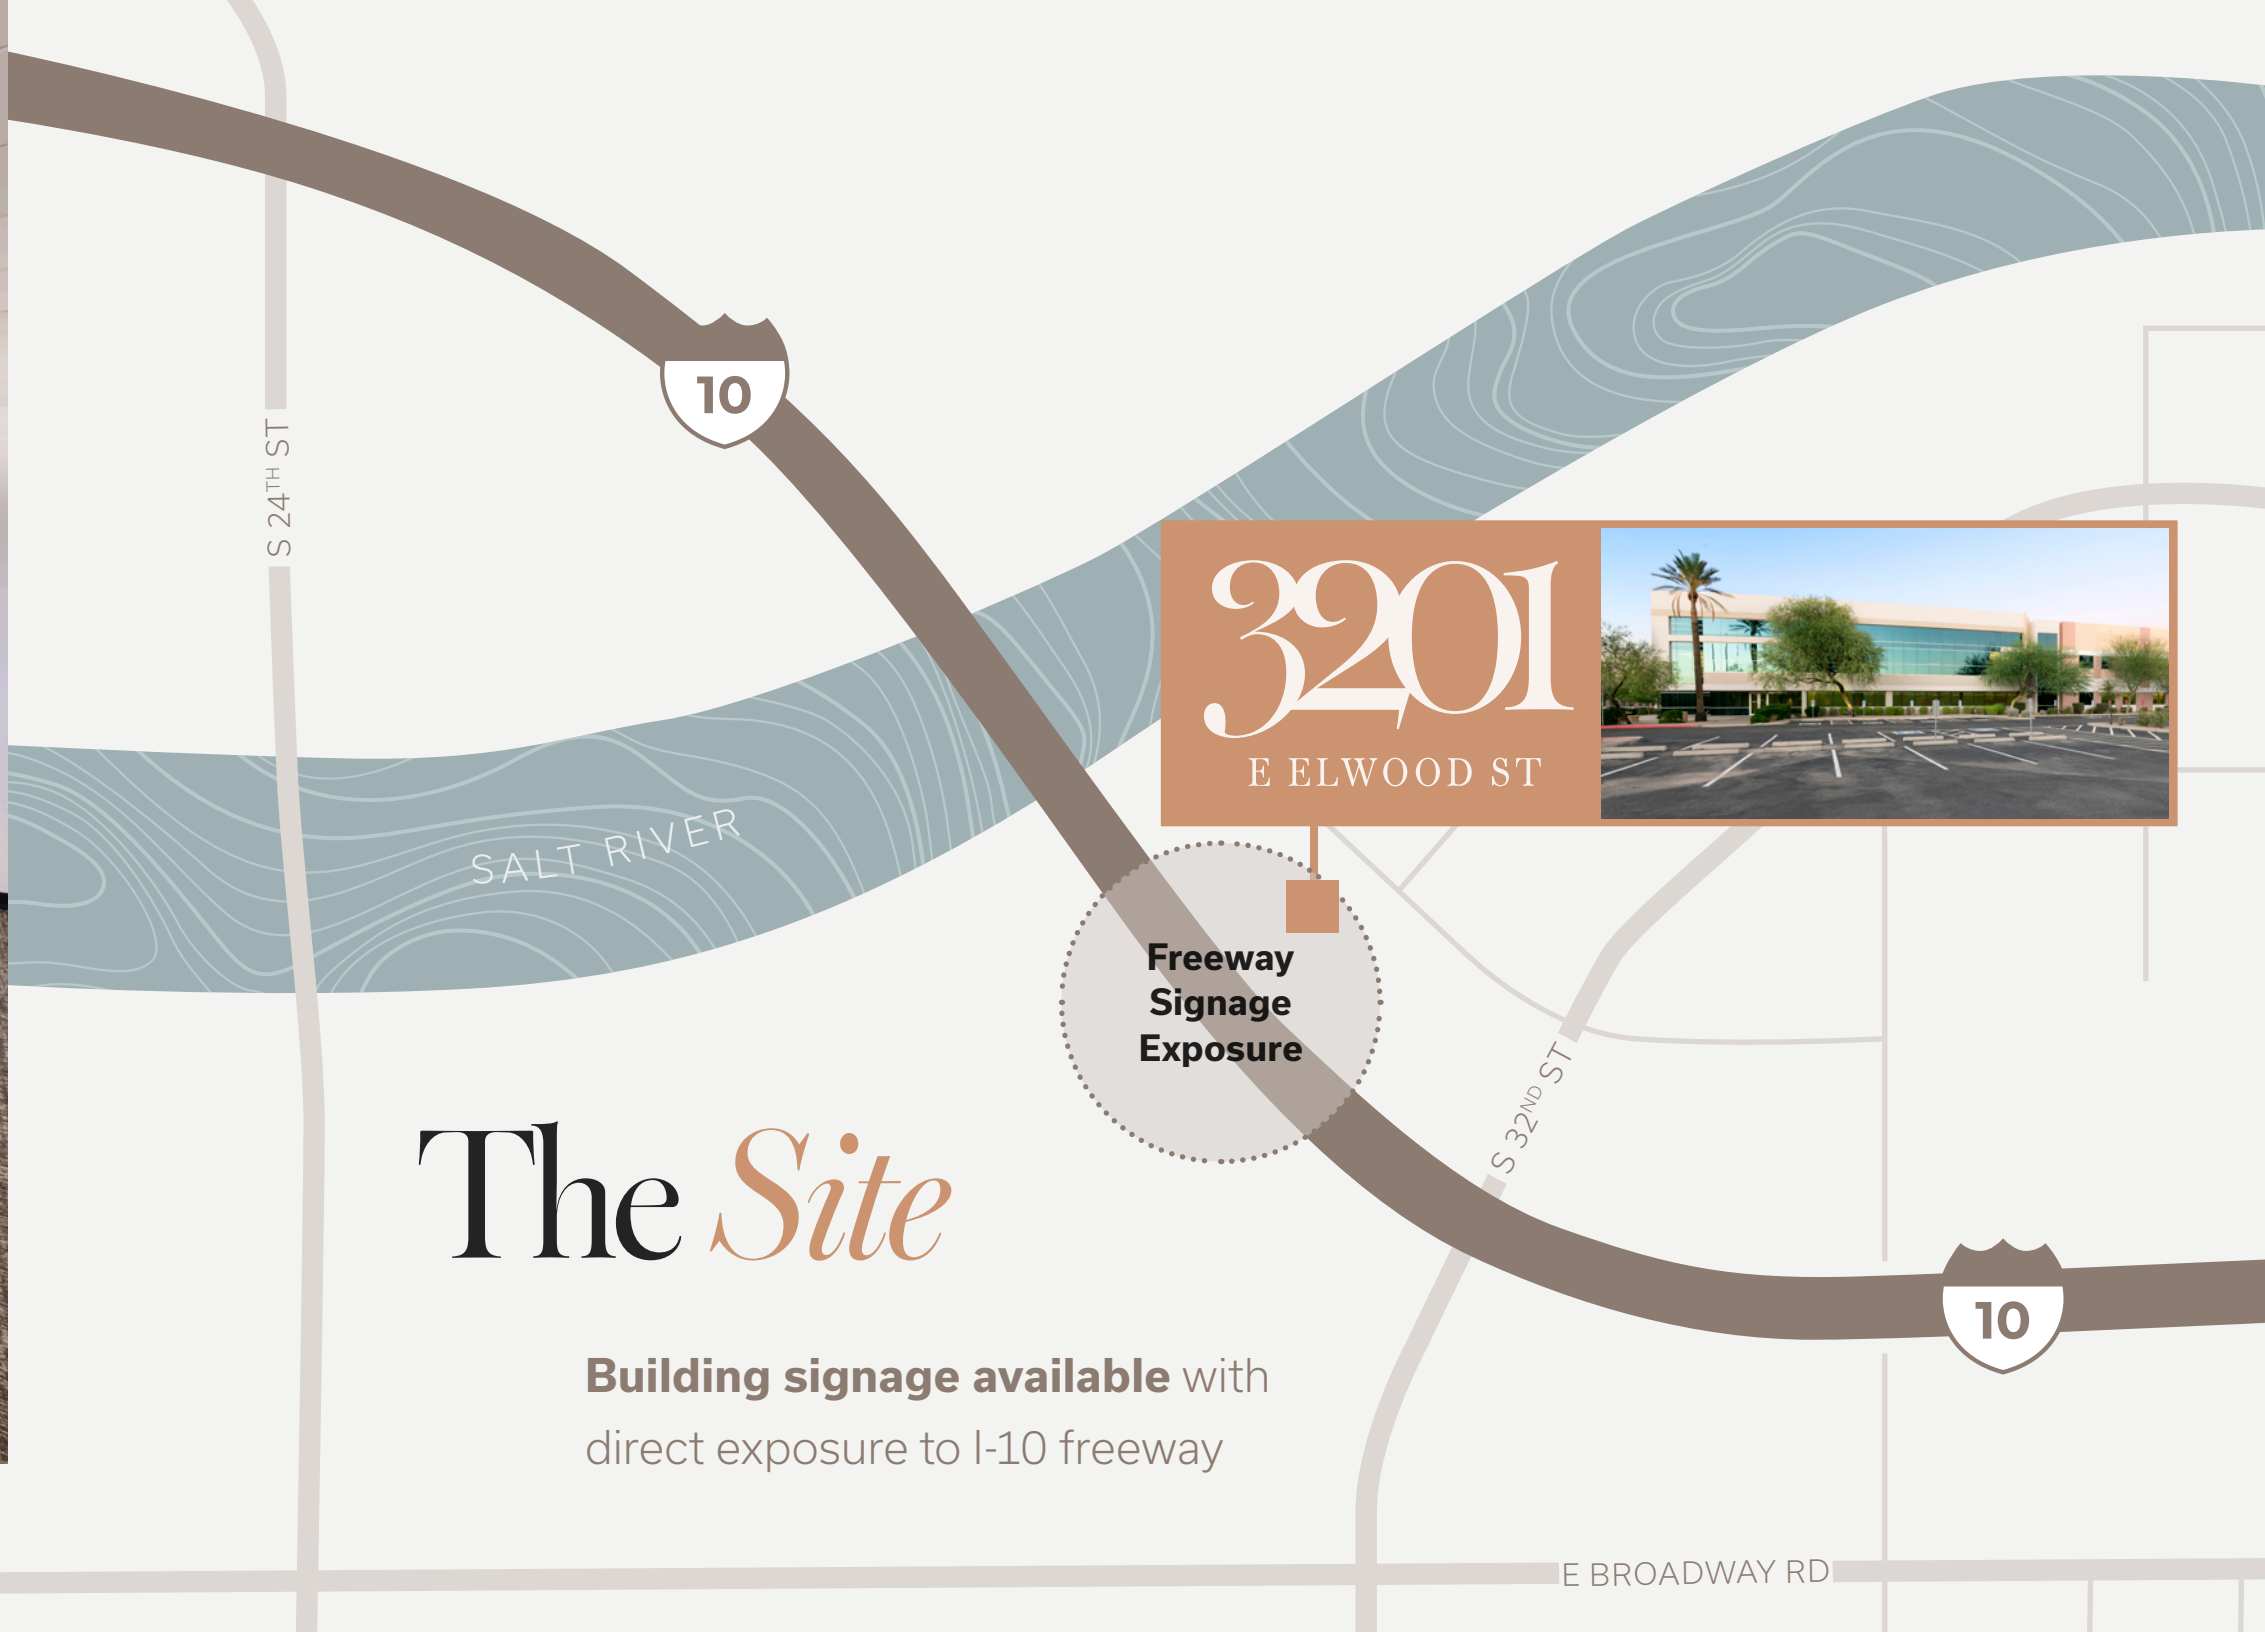 10
S 24TH ST
3201
E ELWOOD ST
SALT RIVER
Freeway
Signage
Exposure
S 32ND ST
The Site
10
Building signage available with
direct exposure to I-10 freeway
E BROADWAY RD